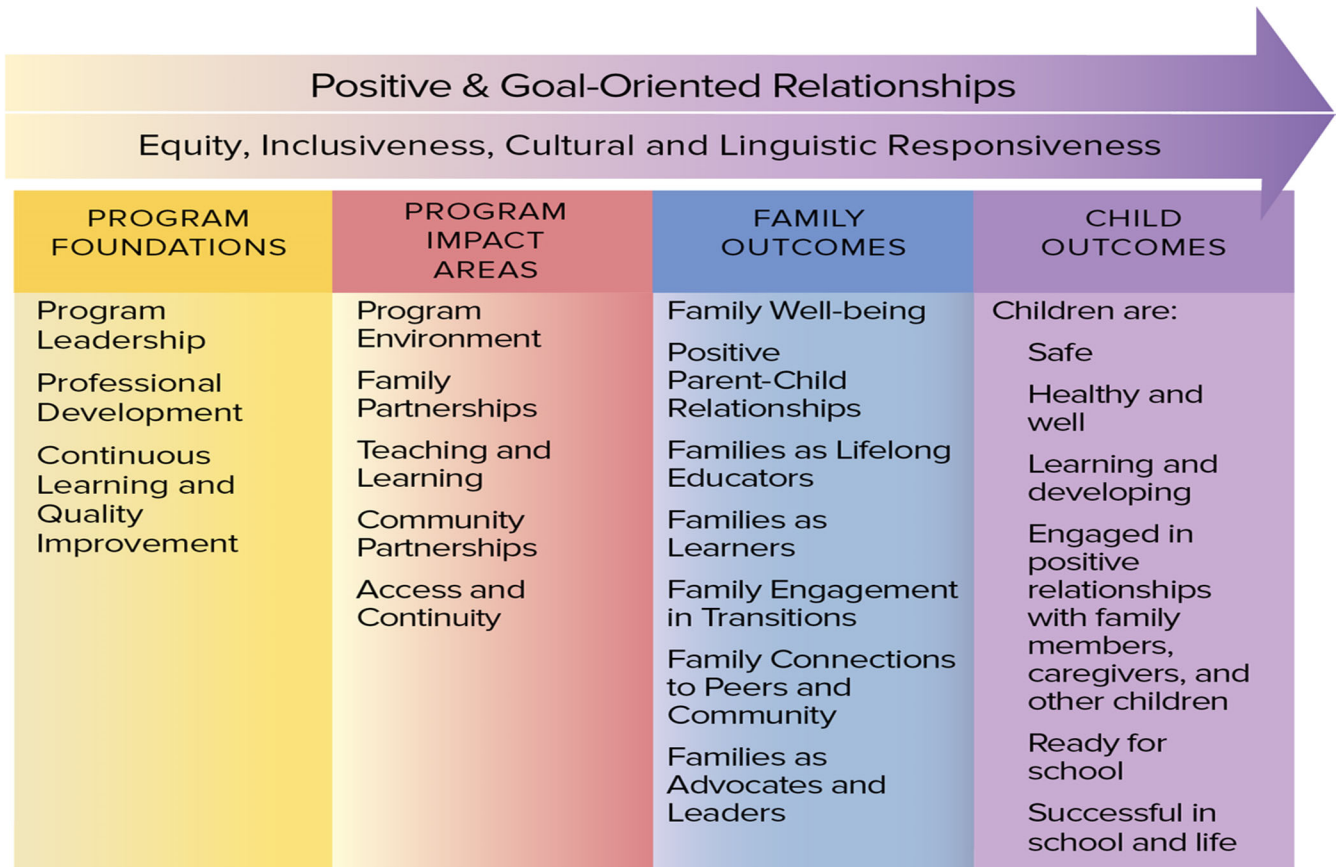 Positive & Goal-Oriented Relationships
Equity, Inclusiveness, Cultural and Linguistic Responsiveness
PROGRAM
FOUNDATIONS
Program
Leadership
Professional
Development
Continuous
Learning and
Quality
Improvement
PROGRAM
IMPACT
AREAS
Program
Environment
Family
Partnerships
Teaching and
Learning
Community
Partnerships
Access and
Continuity
FAMILY
OUTCOMES
Family Well-being
Positive
Parent-Child
Relationships
Families as Lifelong
Educators
Families as
Learners
Family Engagement
in Transitions
Family Connections
to Peers and
Community
Families as
Advocates and
Leaders
CHILD
OUTCOMES
Children are:
Safe
Healthy and
well
Learning and
developing
Engaged in
positive
relationships
with family
members,
caregivers, and
other children
Ready for
school
Successful in
school and life